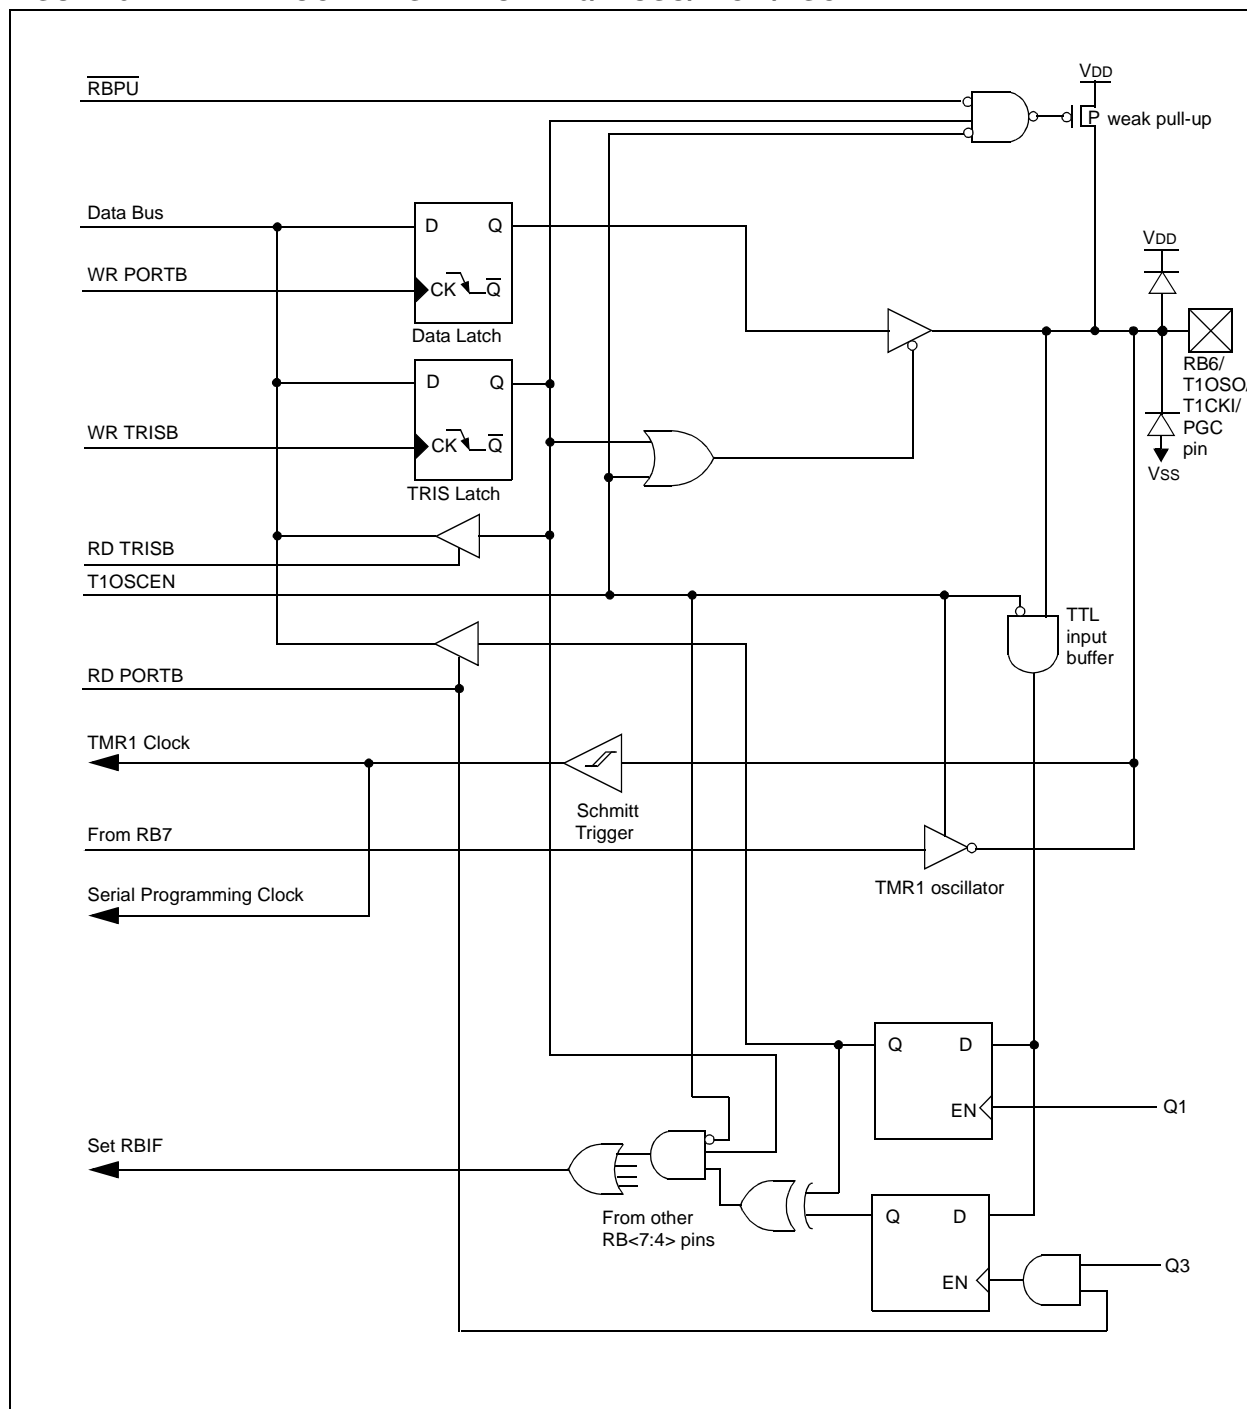 RBPU
VDD
P weak pull-up
Data Bus
D Q
VDD
WR PORTB
CK Q
Data Latch
D Q
RB6/
T1OSO/
T1CKI/
PGC
pin
WR TRISB
CK Q
VSS
TRIS Latch
RD TRISB
T1OSCEN
TTL
input
buffer
RD PORTB
TMR1 Clock
Schmitt
Trigger
From RB7
TMR1 oscillator
Serial Programming Clock
Q D
EN
Q1
Set RBIF
From other
RB<7:4> pins
Q D
EN
Q3